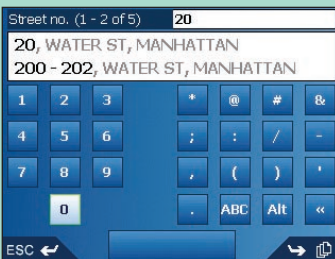 Street no. (1 - 2 of 5) 20
20, WATER ST, MANHATTAN
200 - 202, WATER ST, MANHATTAN
1 2 3 * @ # &
4 5 6 ; : / -
7 8 9 , ( ) '
0 . ABC Alt «
ESC